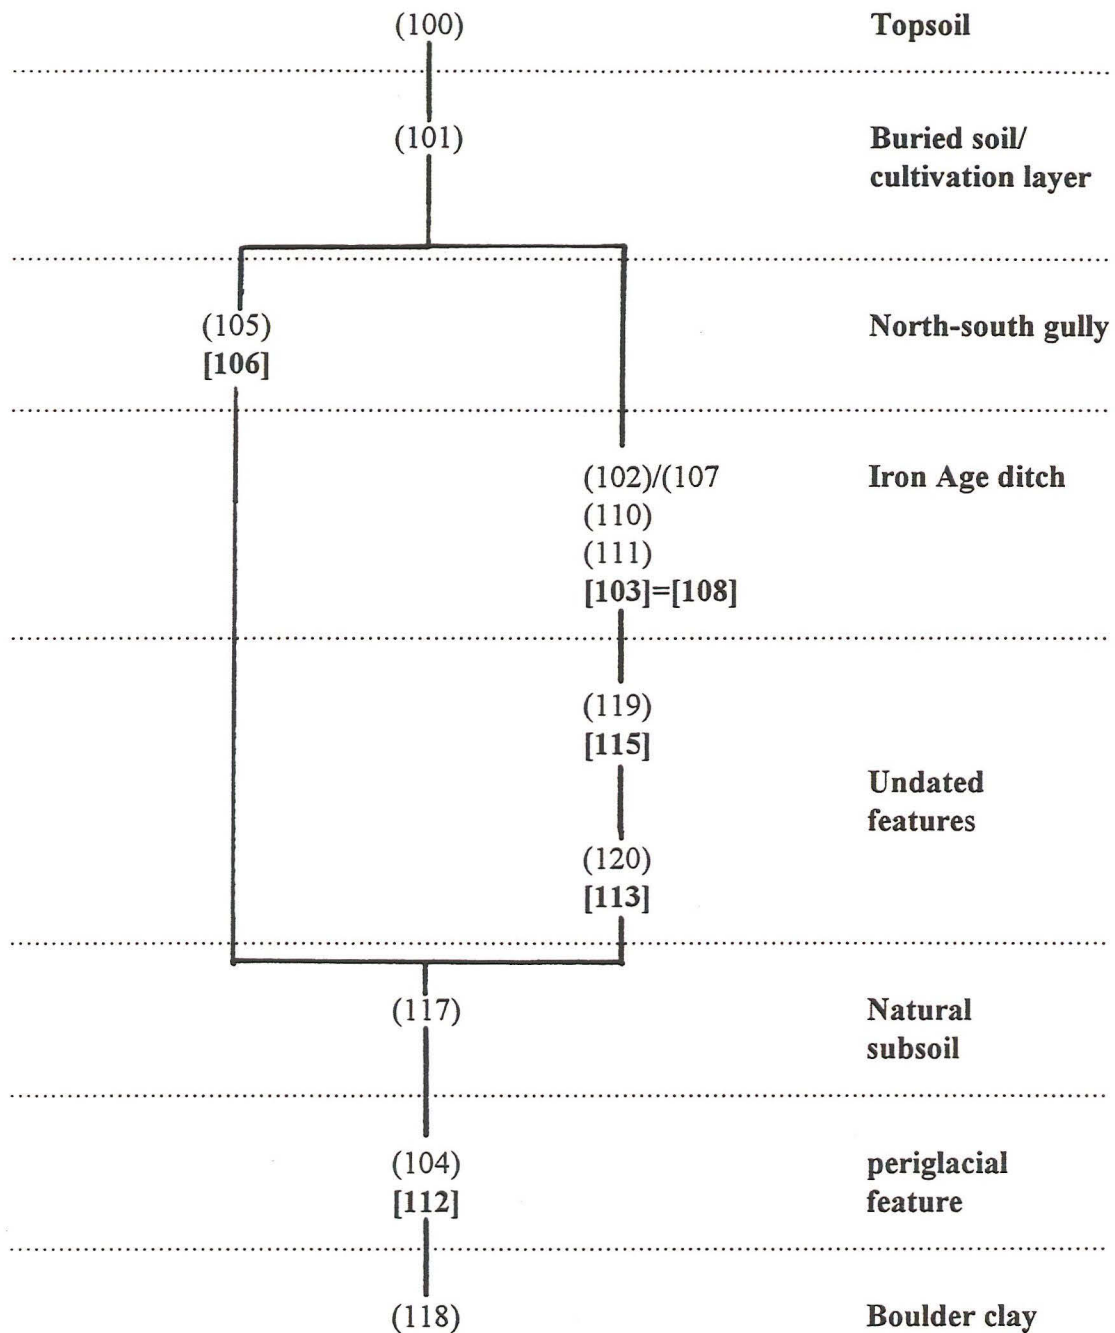 (100) Topsoil
(101) Buried soil/
cultivation layer
(105) North-south gully
[106]
(102)/(107 Iron Age ditch
(110)
(111)
[103]=[108]
(119)
[115]
Undated
features
(120)
[113]
(117) Natural
subsoil
(104) periglacial
[112] feature
(118) Boulder clay